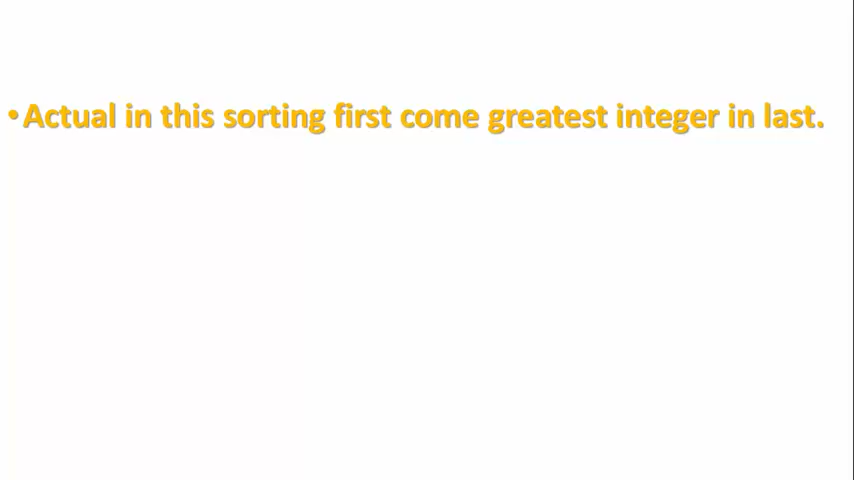 •Actual in this sorting first come greatest integer in last.